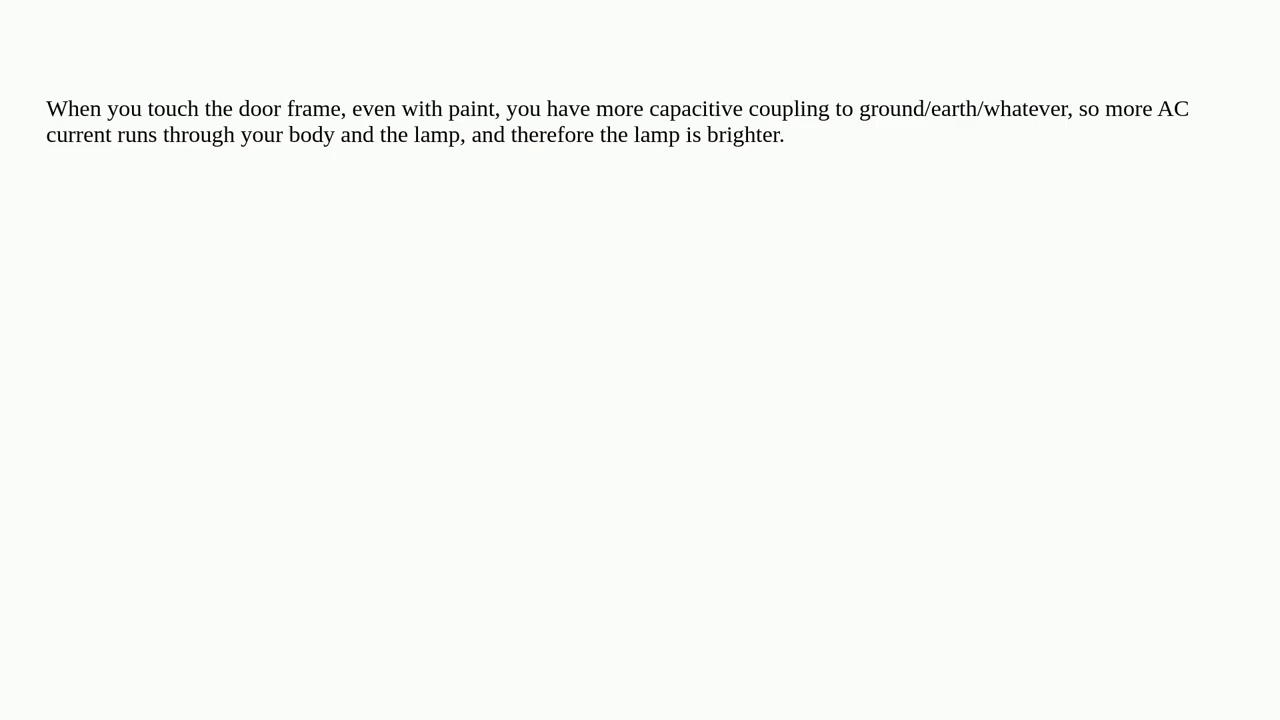 When you touch the door frame, even with paint, you have more capacitive coupling to ground/earth/whatever, so more AC
current runs through your body and the lamp, and therefore the lamp is brighter.